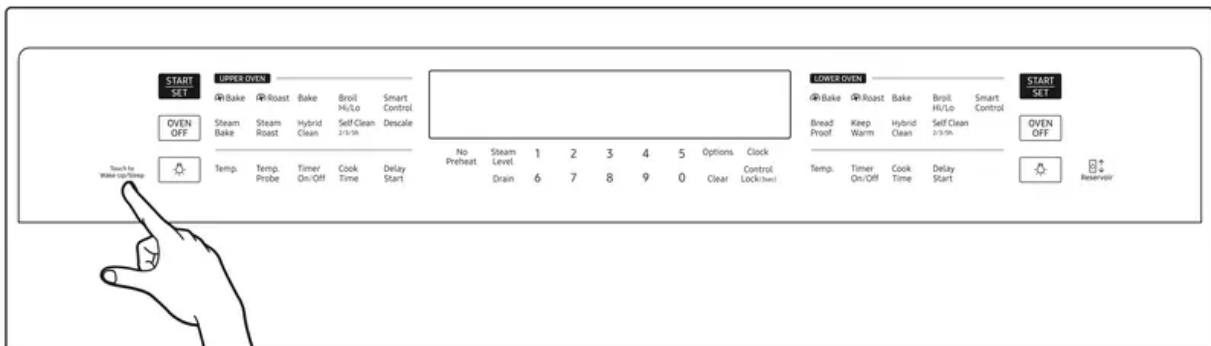 Touch to
Wake-Up/Sleep
START
SET
OVEN
OFF
UPPER OVEN
Bake
Roast
Bake
Broil
Hi/Lo
Smart
Control
Steam
Bake
Steam
Roast
Hybrid
Clean
Self Clean
2/3/5h
Descale
Temp.
Temp.
Probe
Timer
On/Off
Cook
Time
Delay
Start
No
Preheat
Steam
Level
1 2 3 4 5
Options
Clock
Drain
6 7 8 9 0
Clear
Control
Lock(3sec)
LOWER OVEN
Bake
Roast
Bake
Broil
Hi/Lo
Smart
Control
Bread
Proof
Keep
Warm
Hybrid
Clean
Self Clean
2/3/5h
Temp.
Timer
On/Off
Cook
Time
Delay
Start
START
SET
OVEN
OFF
Reservoir